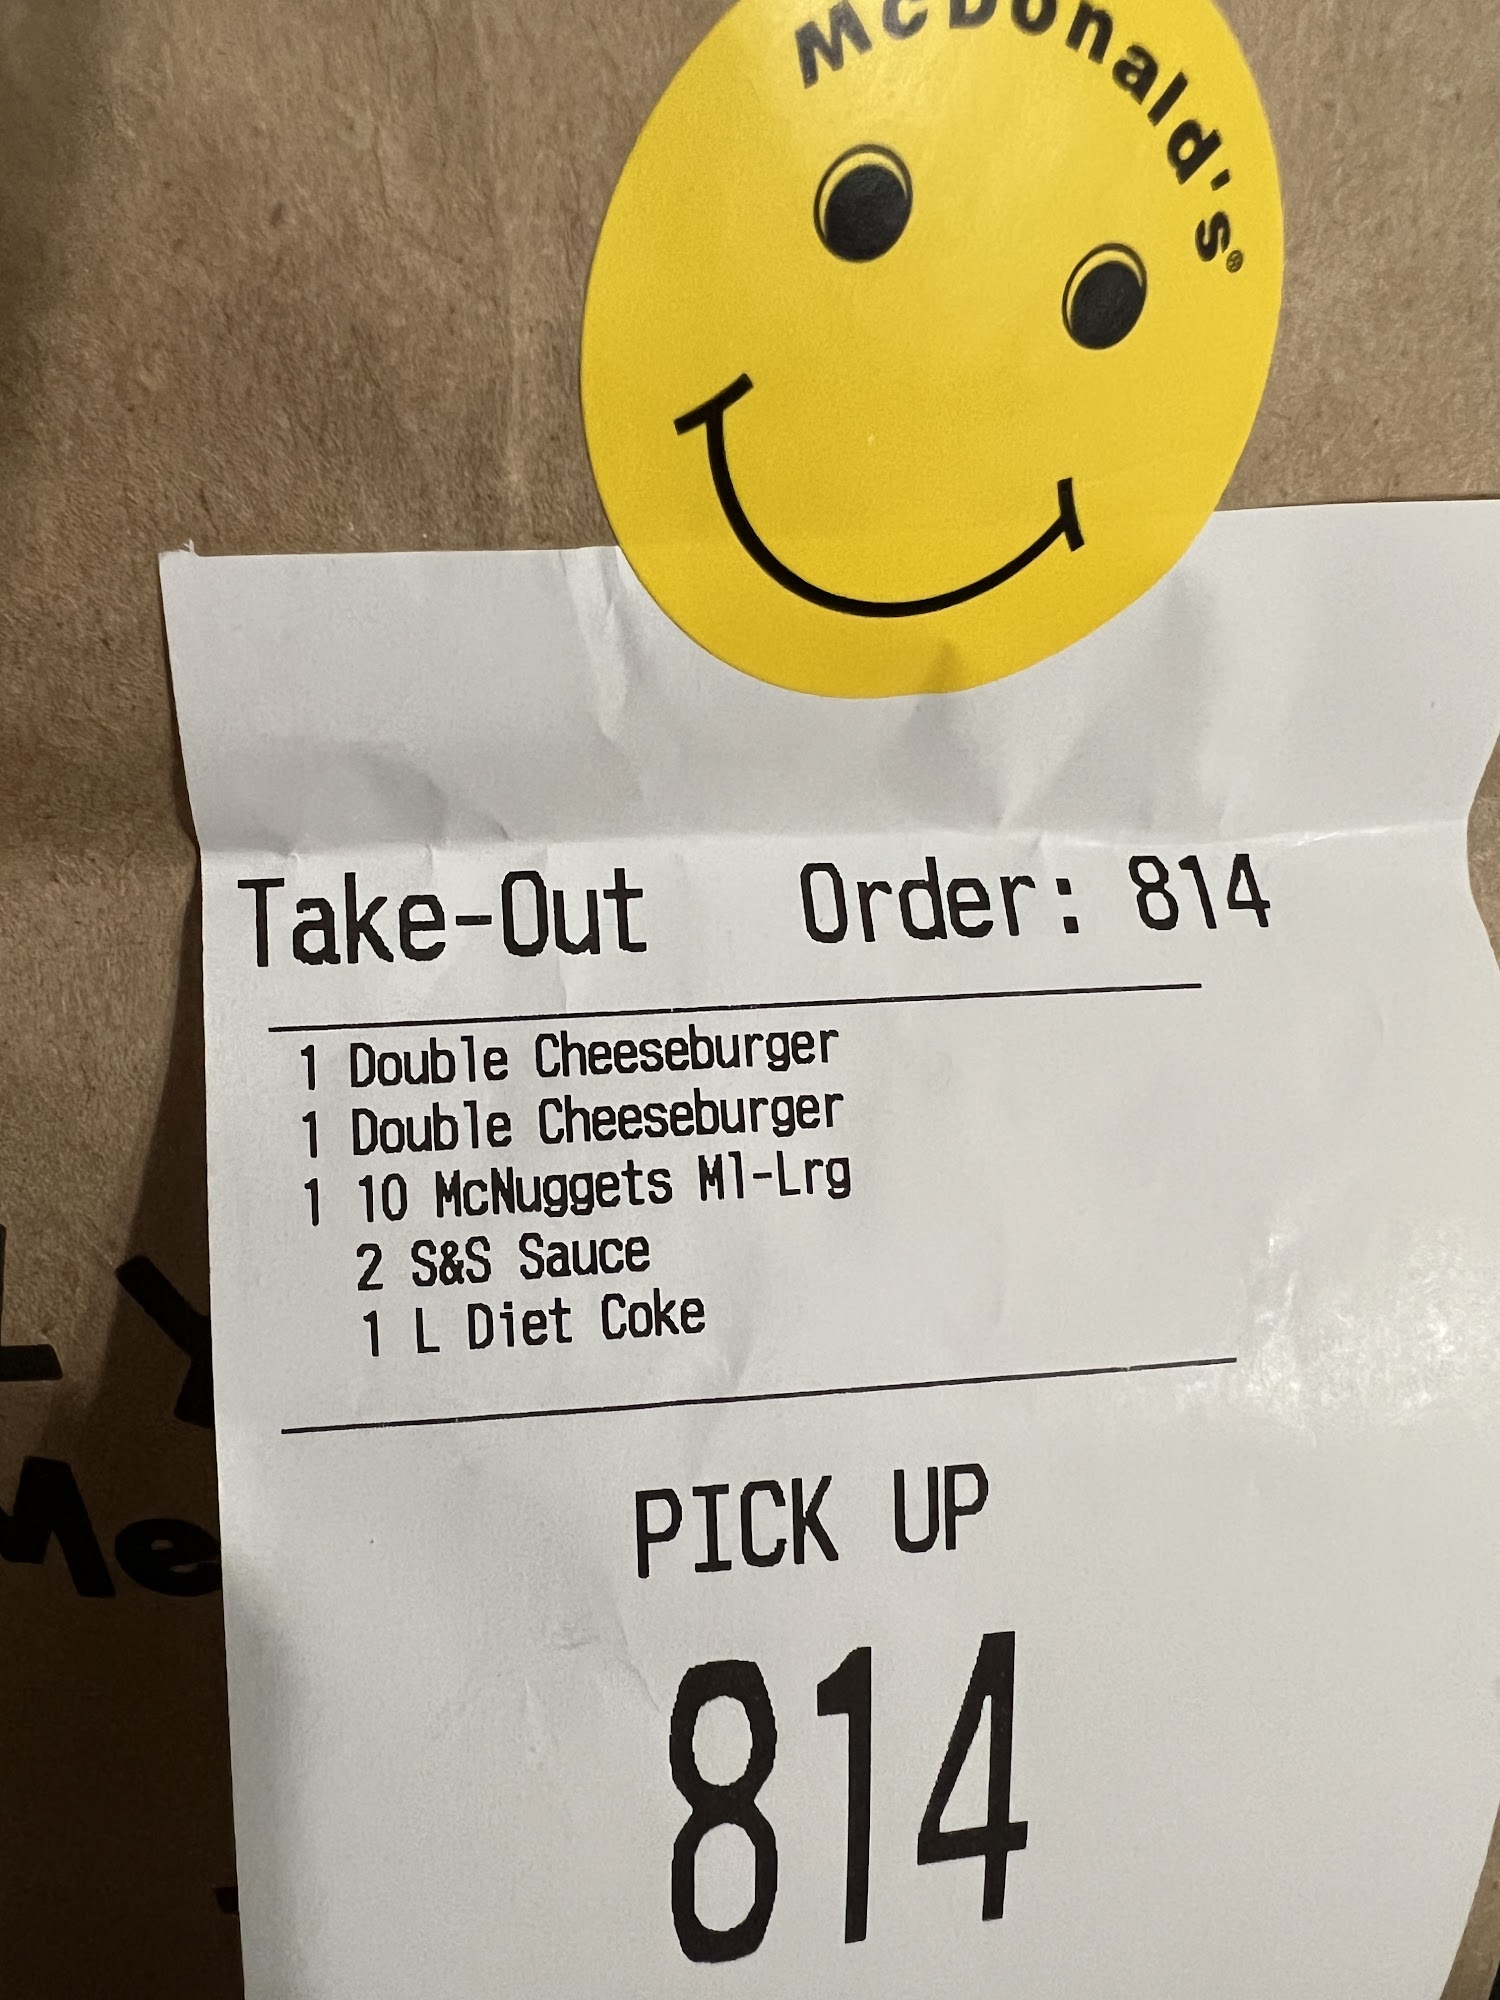 McDonald's®
Take-Out Order: 814
1 Double Cheeseburger
1 Double Cheeseburger
1 10 McNuggets Ml-Lrg
2 S&S Sauce
1 L Diet Coke
PICK UP
814